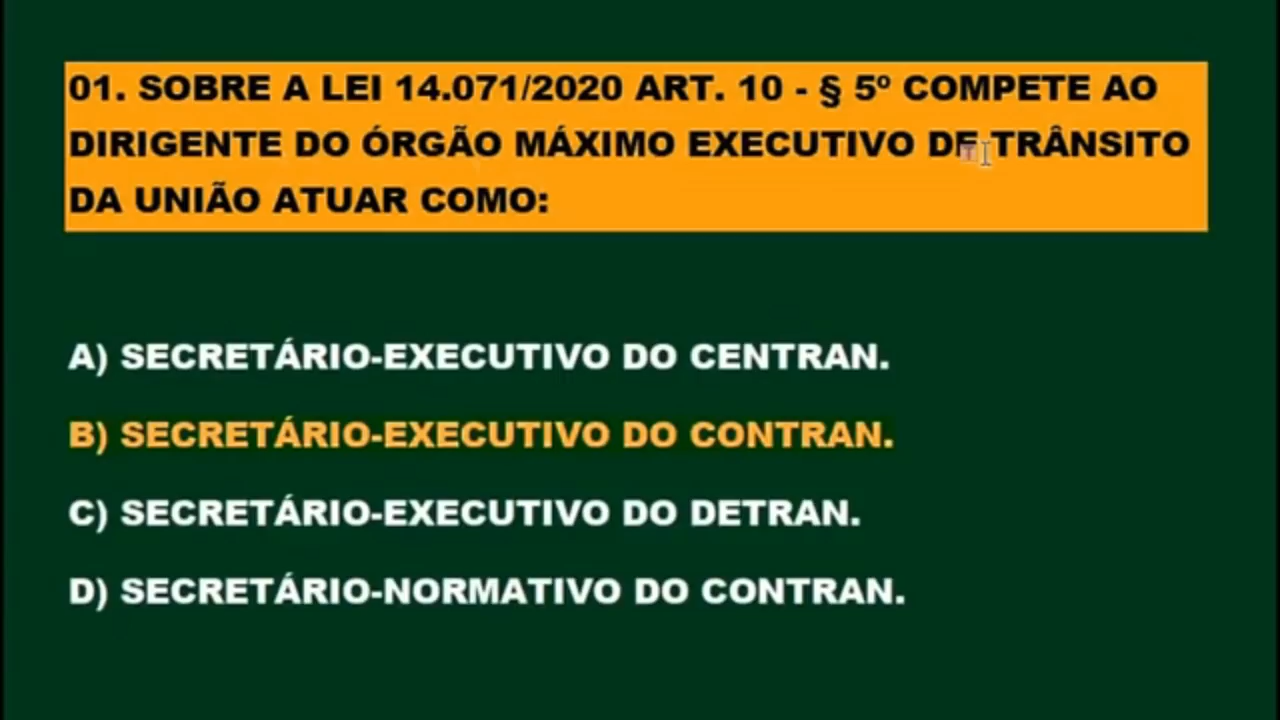 01. SOBRE A LEI 14.071/2020 ART. 10 - § 5º COMPETE AO
DIRIGENTE DO ÓRGÃO MÁXIMO EXECUTIVO DE TRÂNSITO
DA UNIÃO ATUAR COMO:
A) SECRETÁRIO-EXECUTIVO DO CENTRAN.
B) SECRETÁRIO-EXECUTIVO DO CONTRAN.
C) SECRETÁRIO-EXECUTIVO DO DETRAN.
D) SECRETÁRIO-NORMATIVO DO CONTRAN.